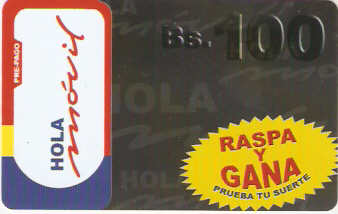 PRE-PAGO
HOLA
móvil
Bs. 100
HOLA
RASPA
Y
GANA
PRUEBA TU SUERTE